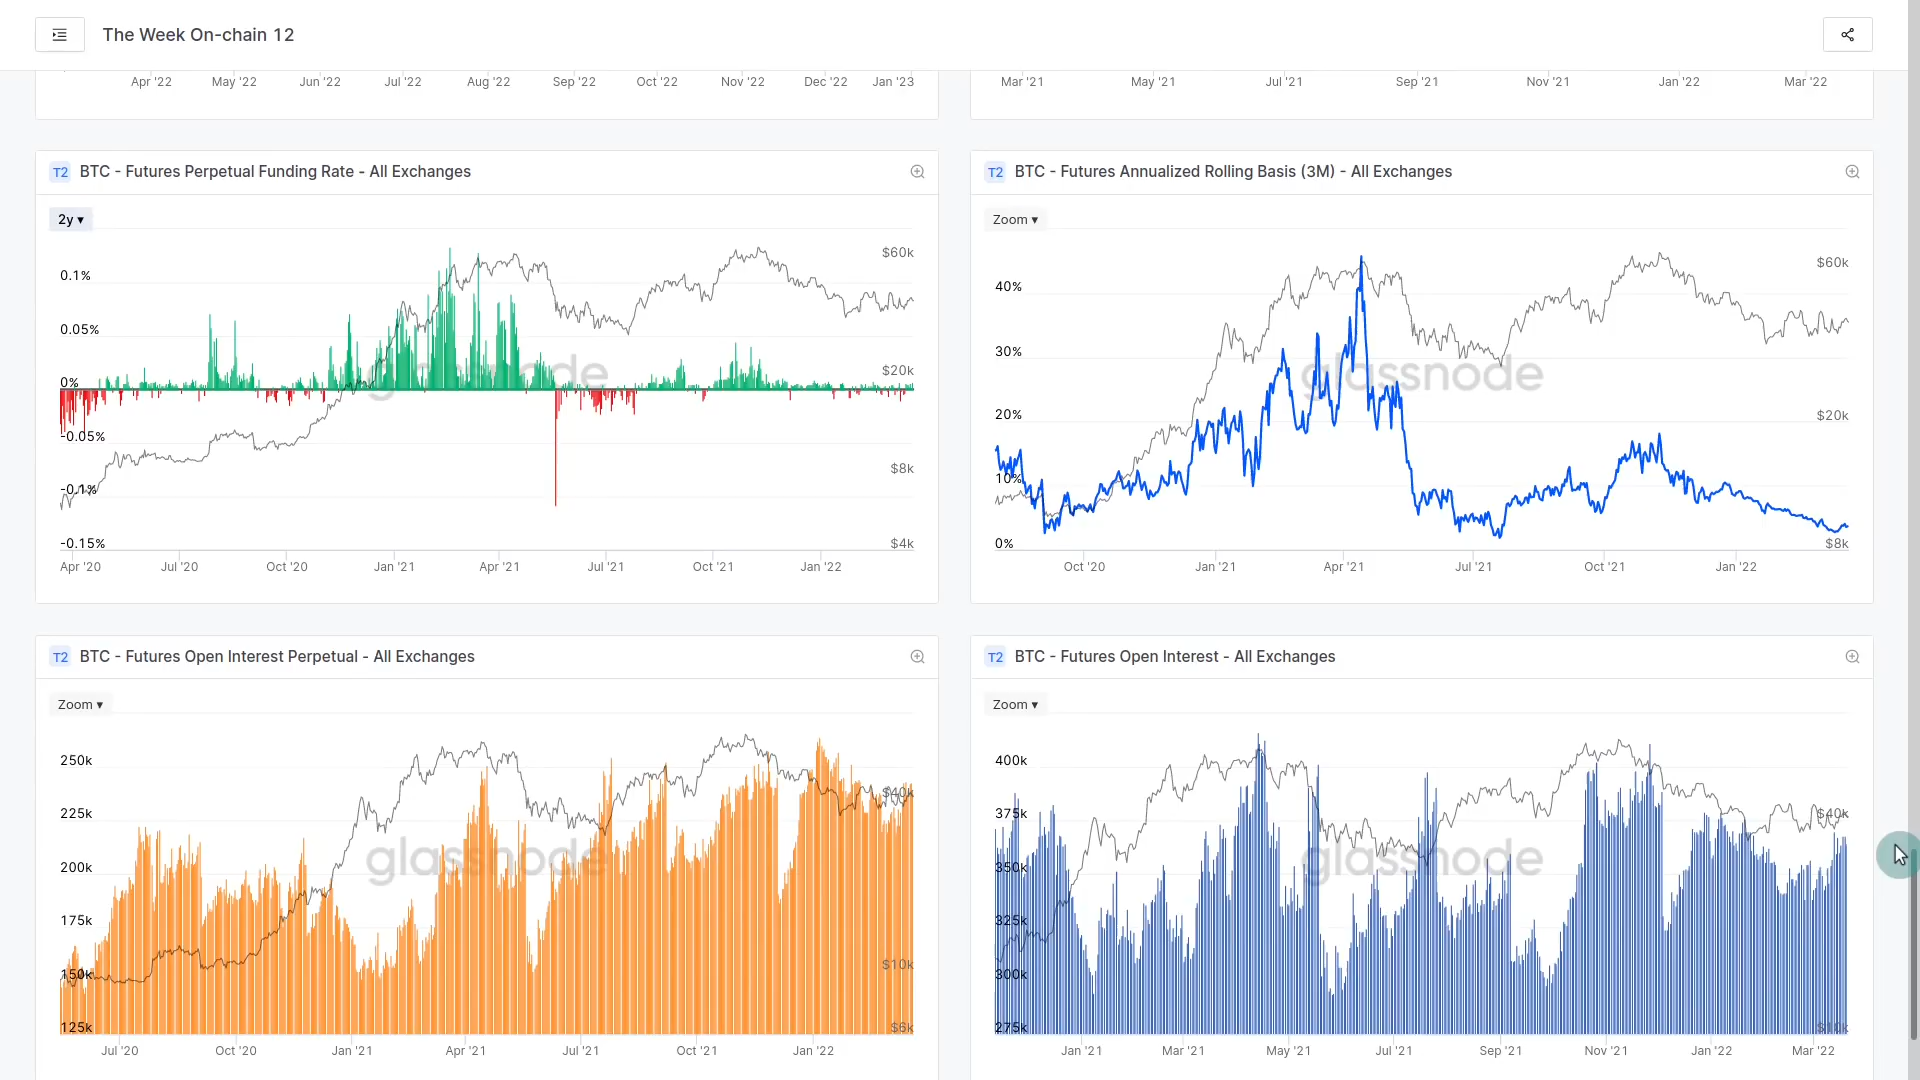 The Week On-chain 12
Apr '22 May '22 Jun '22 Jul '22 Aug '22 Sep '22 Oct '22 Nov '22 Dec '22 Jan '23
Mar '21 May '21 Jul '21 Sep '21 Nov '21 Jan '22 Mar '22
T2 BTC - Futures Perpetual Funding Rate - All Exchanges
2y ▾
0.1%
0.05%
0%
-0.05%
-0.1%
-0.15%
$60k
$20k
$8k
$4k
glassnode
Apr '20 Jul '20 Oct '20 Jan '21 Apr '21 Jul '21 Oct '21 Jan '22
T2 BTC - Futures Annualized Rolling Basis (3M) - All Exchanges
Zoom ▾
40%
30%
20%
10%
0%
$60k
$20k
$8k
glassnode
Oct '20 Jan '21 Apr '21 Jul '21 Oct '21 Jan '22
T2 BTC - Futures Open Interest Perpetual - All Exchanges
Zoom ▾
250k
225k
200k
175k
150k
125k
$40k
$10k
$6k
glassnode
Jul '20 Oct '20 Jan '21 Apr '21 Jul '21 Oct '21 Jan '22
T2 BTC - Futures Open Interest - All Exchanges
Zoom ▾
400k
375k
350k
325k
300k
275k
$40k
glassnode
Jan '21 Mar '21 May '21 Jul '21 Sep '21 Nov '21 Jan '22 Mar '22